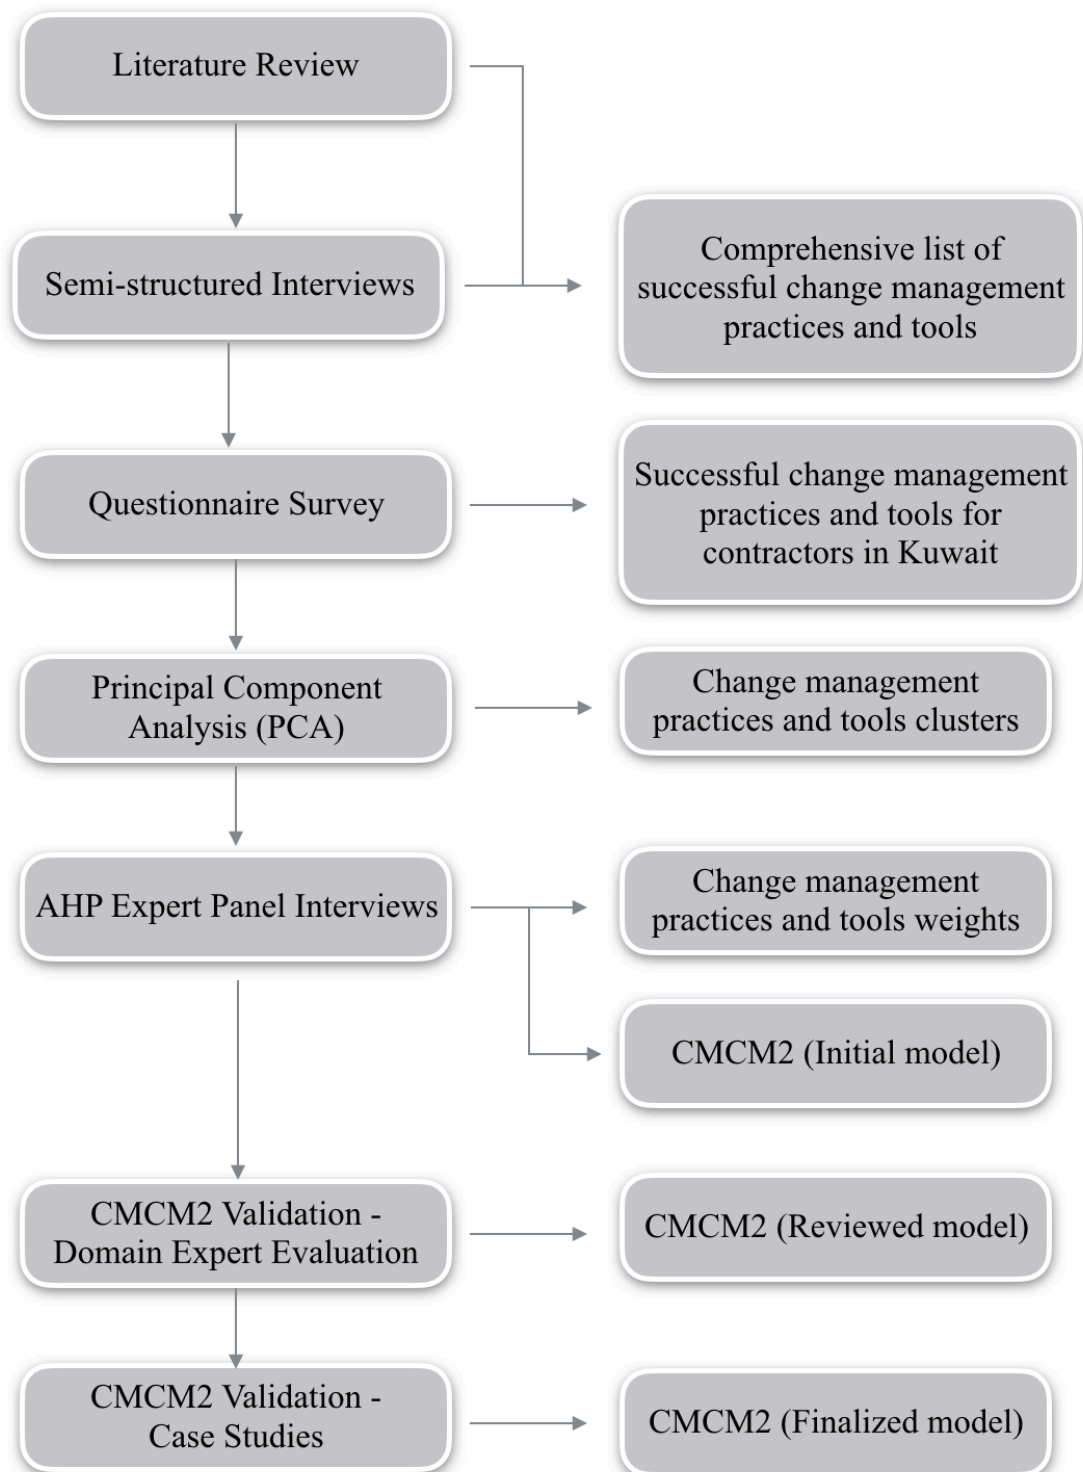 Literature Review
Semi-structured Interviews
Comprehensive list of
successful change management
practices and tools
Questionnaire Survey
Successful change management
practices and tools for
contractors in Kuwait
Principal Component
Analysis (PCA)
Change management
practices and tools clusters
AHP Expert Panel Interviews
Change management
practices and tools weights
CMCM2 (Initial model)
CMCM2 Validation -
Domain Expert Evaluation
CMCM2 (Reviewed model)
CMCM2 Validation -
Case Studies
CMCM2 (Finalized model)